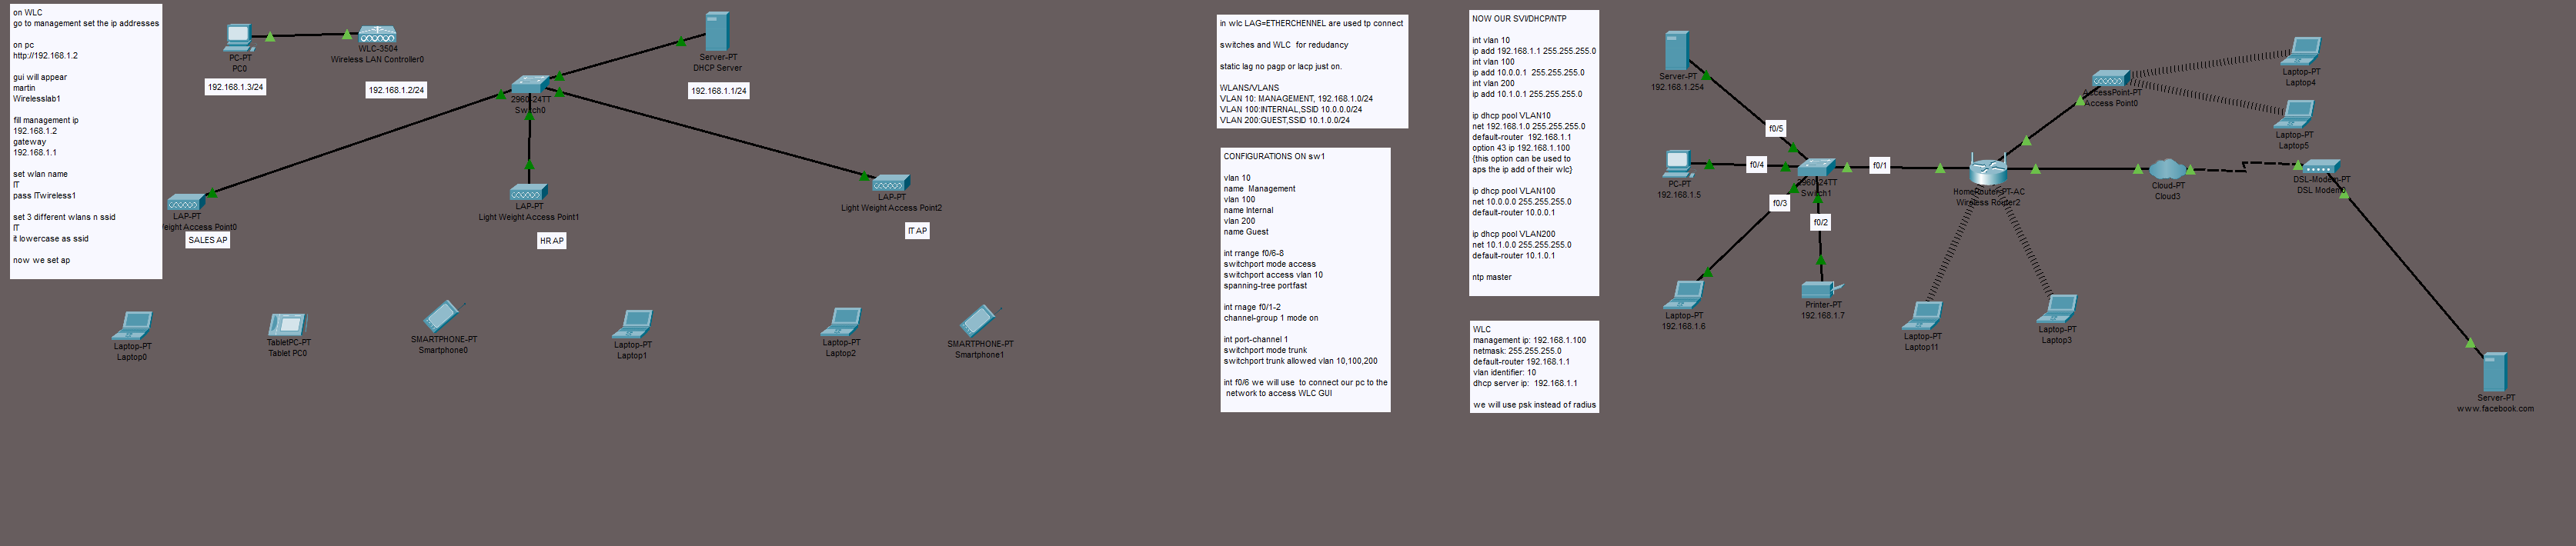 on WLC
go to management set the ip addresses
on pc
http://192.168.1.2
gui will appear
martin
Wirelesslab1
fill management ip
192.168.1.2
gateway
192.168.1.1
set wlan name
IT
pass ITwireless1
set 3 different wlans n ssid
IT
it lowercase as ssid
now we set ap
PC-PT
PC0
192.168.1.3/24
WLC-3504
Wireless LAN Controller0
192.168.1.2/24
Server-PT
DHCP Server
192.168.1.1/24
2960-24TT
Switch0
LAP-PT
eight Weight Access Point0
SALES AP
LAP-PT
Light Weight Access Point1
HR AP
LAP-PT
Light Weight Access Point2
IT AP
Laptop-PT
Laptop0
TabletPC-PT
Tablet PC0
SMARTPHONE-PT
Smartphone0
Laptop-PT
Laptop1
Laptop-PT
Laptop2
SMARTPHONE-PT
Smartphone1
in wlc LAG=ETHERCHENNEL are used tp connect
switches and WLC for redudancy
static lag no pagp or lacp just on.
WLANS/VLANS
VLAN 10: MANAGEMENT, 192.168.1.0/24
VLAN 100:INTERNAL,SSID 10.0.0.0/24
VLAN 200:GUEST,SSID 10.1.0.0/24
CONFIGURATIONS ON sw1
vlan 10
name Management
vlan 100
name Internal
vlan 200
name Guest
int rrange f0/6-8
switchport mode access
switchport access vlan 10
spanning-tree portfast
int rnage f0/1-2
channel-group 1 mode on
int port-channel 1
switchport mode trunk
switchport trunk allowed vlan 10,100,200
int f0/6 we will use to connect our pc to the
network to access WLC GUI
NOW OUR SVI/DHCP/NTP
int vlan 10
ip add 192.168.1.1 255.255.255.0
int vlan 100
ip add 10.0.0.1 255.255.255.0
int vlan 200
ip add 10.1.0.1 255.255.255.0
ip dhcp pool VLAN10
net 192.168.1.0 255.255.255.0
default-router 192.168.1.1
option 43 ip 192.168.1.100
{this option can be used to
aps the ip add of their wlc}
ip dhcp pool VLAN100
net 10.0.0.0 255.255.255.0
default-router 10.0.0.1
ip dhcp pool VLAN200
net 10.1.0.0 255.255.255.0
default-router 10.1.0.1
ntp master
WLC
management ip: 192.168.1.100
netmask: 255.255.255.0
default-router 192.168.1.1
vlan identifier: 10
dhcp server ip: 192.168.1.1
we will use psk instead of radius
Server-PT
192.168.1.254
f0/5
PC-PT
192.168.1.5
f0/4
2960-24TT
Switch1
f0/1
f0/3
f0/2
Laptop-PT
192.168.1.6
Printer-PT
192.168.1.7
HomeRouter-PT-AC
Wireless Router2
AccessPoint-PT
Access Point0
Laptop-PT
Laptop4
Laptop-PT
Laptop5
Cloud-PT
Cloud3
DSL-Modem-PT
DSL Modem0
Laptop-PT
Laptop11
Laptop-PT
Laptop3
Server-PT
www.facebook.com